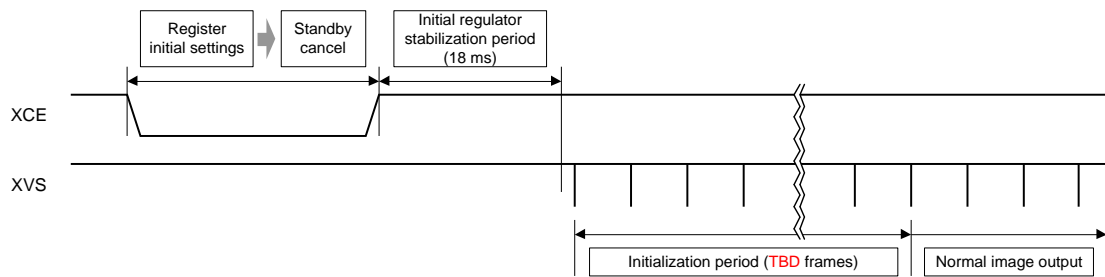 Register
initial settings
Standby
cancel
Initial regulator
stabilization period
(18 ms)
XCE
XVS
Initialization period (TBD frames)
Normal image output